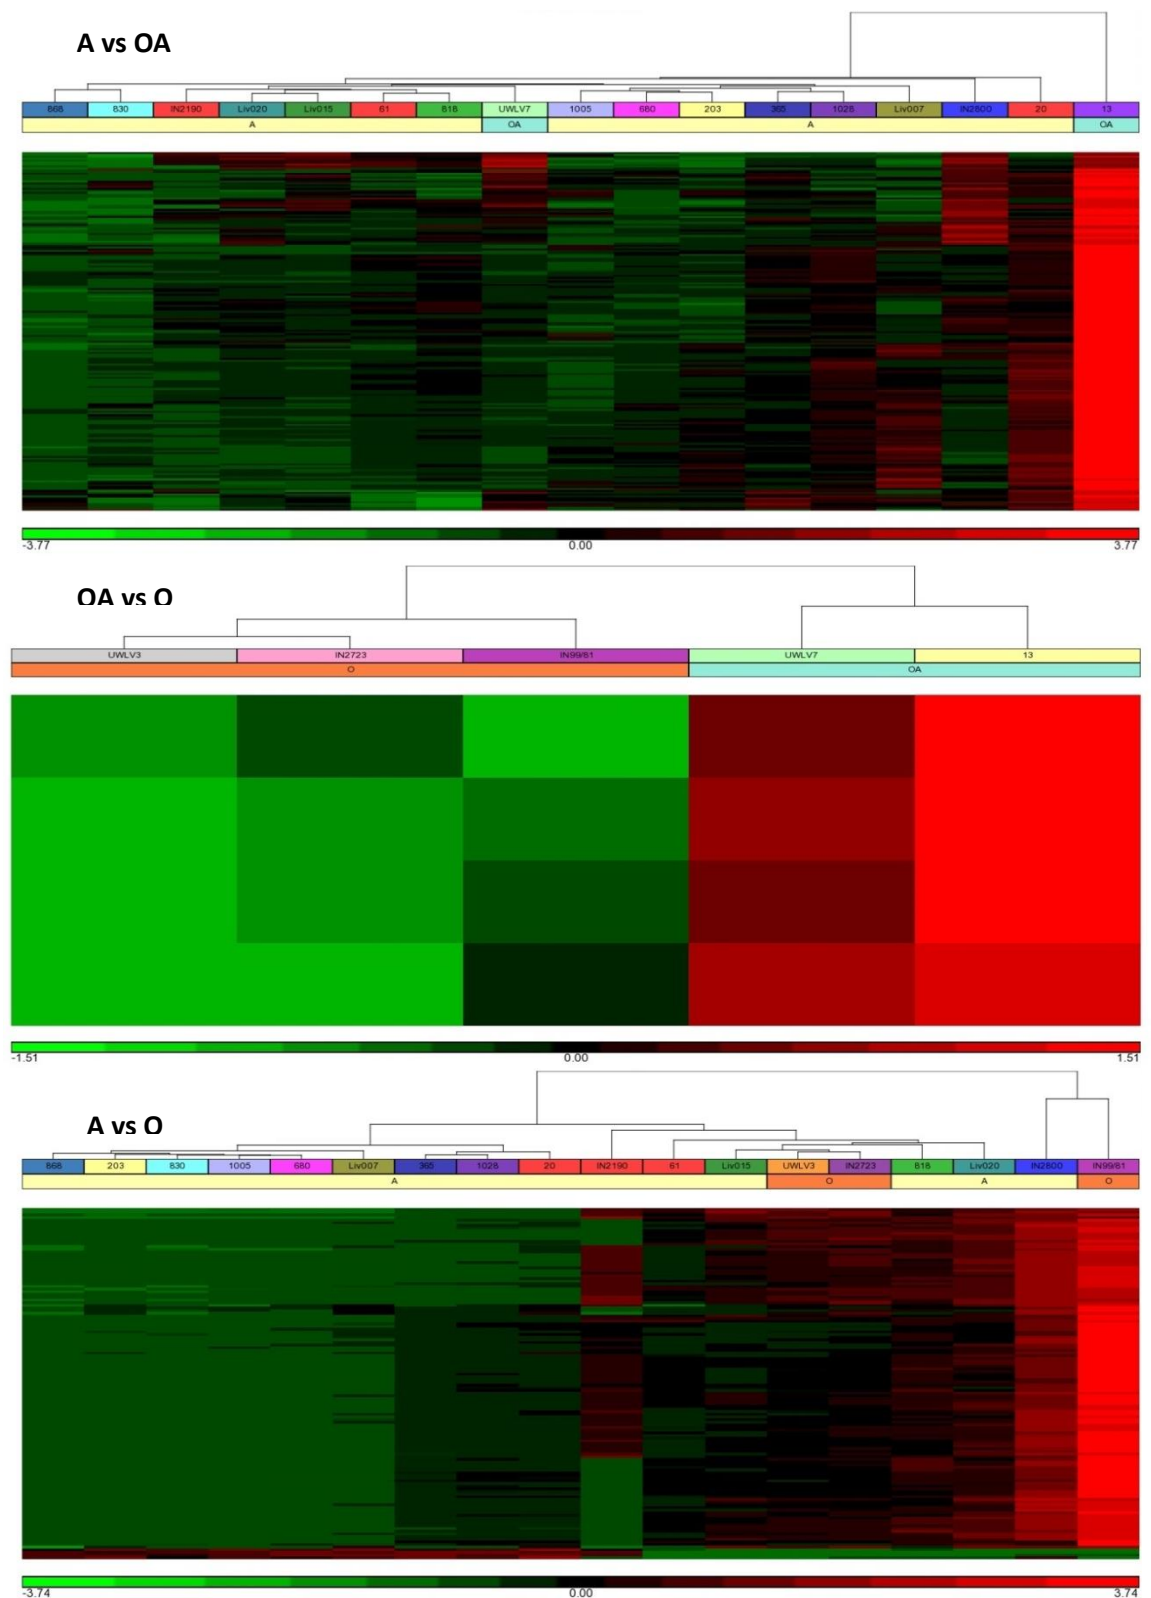 A vs OA
868 830 IN2190 Liv020 Liv015 61 818 UWLV7 1005 680 203 365 1028 Liv007 IN2800 20 13
A OA A OA
-3.77 0.00 3.77
OA vs O
UWLV3 IN2723 IN99/81 UWLV7 13
O OA
-1.51 0.00 1.51
A vs O
868 203 830 1005 680 Liv007 365 1028 20 IN2190 61 Liv015 UWLV3 IN2723 818 Liv020 IN2800 IN99/81
A O A O
-3.74 0.00 3.74